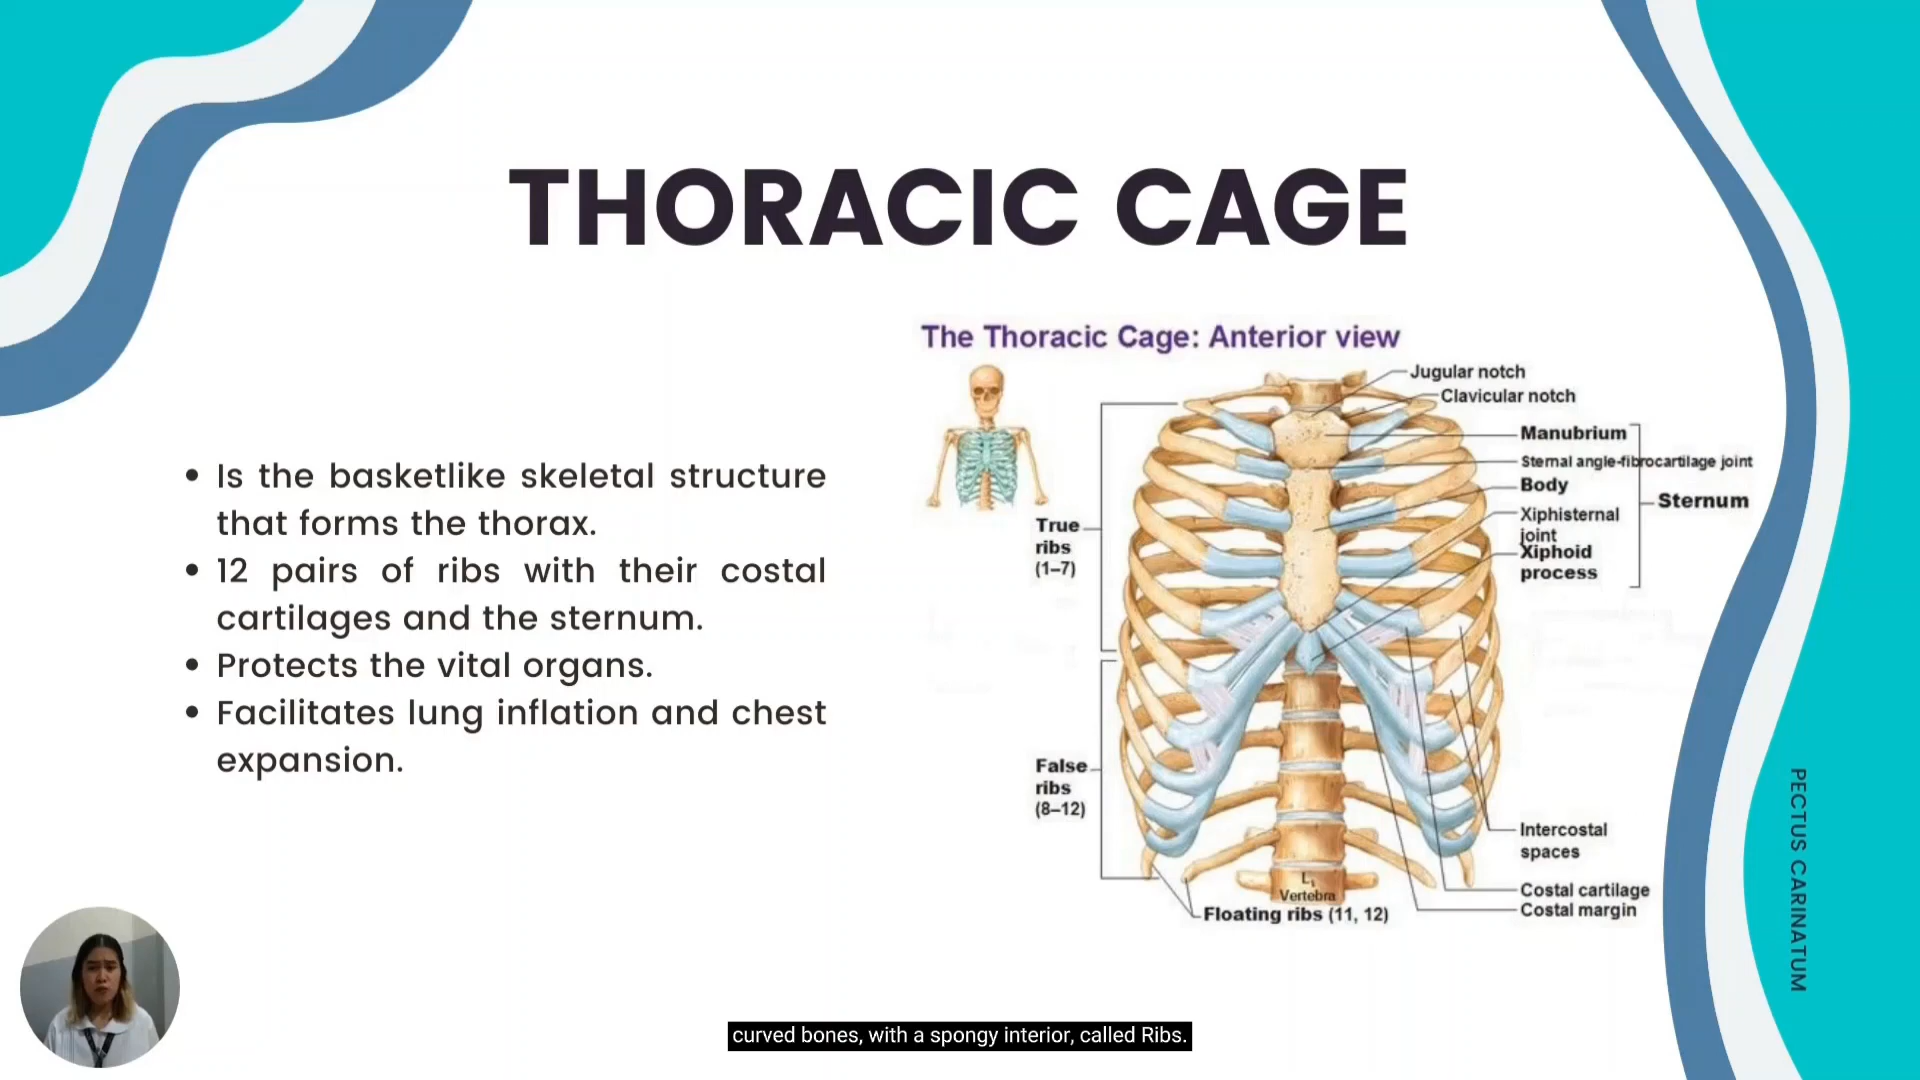 THORACIC CAGE
• Is the basketlike skeletal structure
that forms the thorax.
• 12 pairs of ribs with their costal
cartilages and the sternum.
• Protects the vital organs.
• Facilitates lung inflation and chest
expansion.
The Thoracic Cage: Anterior view
Jugular notch
Clavicular notch
Manubrium
Sternal angle-fibrocartilage joint
Body
Sternum
Xiphisternal
joint
Xiphoid
process
True
ribs
(1–7)
False
ribs
(8–12)
Intercostal
spaces
Costal cartilage
Costal margin
L₁
Vertebra
Floating ribs (11, 12)
PECTUS CARINATUM
curved bones, with a spongy interior, called Ribs.